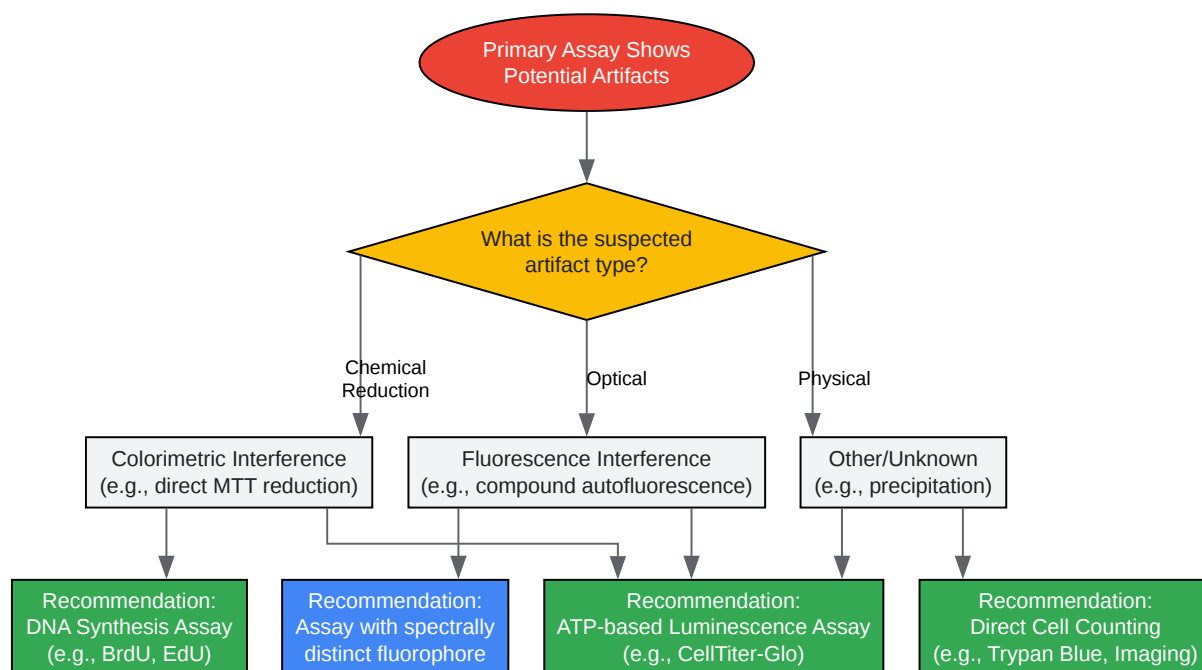 Primary Assay Shows
Potential Artifacts
What is the suspected
artifact type?
Chemical
Reduction
Optical
Physical
Colorimetric Interference
(e.g., direct MTT reduction)
Fluorescence Interference
(e.g., compound autofluorescence)
Other/Unknown
(e.g., precipitation)
Recommendation:
DNA Synthesis Assay
(e.g., BrdU, EdU)
Recommendation:
Assay with spectrally
distinct fluorophore
Recommendation:
ATP-based Luminescence Assay
(e.g., CellTiter-Glo)
Recommendation:
Direct Cell Counting
(e.g., Trypan Blue, Imaging)